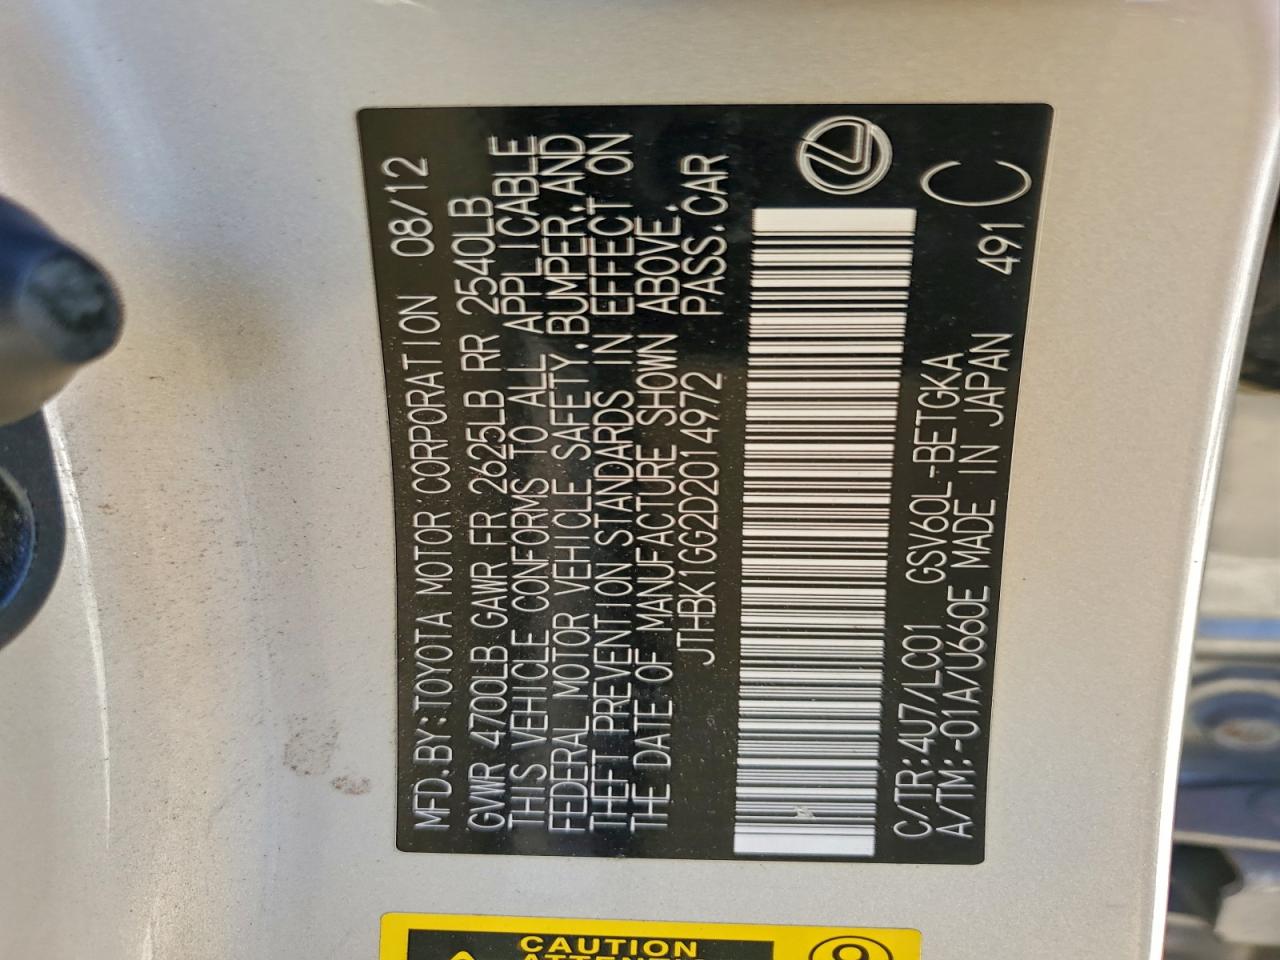 MFD.BY:TOYOTA MOTOR CORPORATION 08/12
GVWR 4700LB GAWR FR 2625LB RR 2540LB
THIS VEHICLE CONFORMS TO ALL APPLICABLE
FEDERAL MOTOR VEHICLE SAFETY,BUMPER,AND
THEFT PREVENTION STANDARDS IN EFFECT ON
THE DATE OF MANUFACTURE SHOWN ABOVE.
JTHBK1GG2D2014972 PASS.CAR
C/TR:4U7/LC01 GSV60L-BETGKA
A/TM:-01A/U660E MADE IN JAPAN 491 C
CAUTION